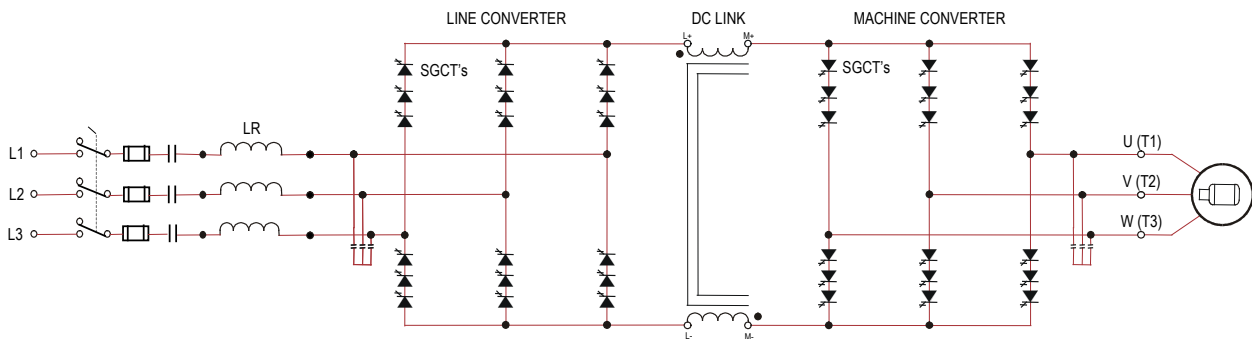 LINE CONVERTER
DC LINK
MACHINE CONVERTER
L+
M+
SGCT's
SGCT's
LR
L1
L2
L3
U (T1)
V (T2)
W (T3)
L-
M-